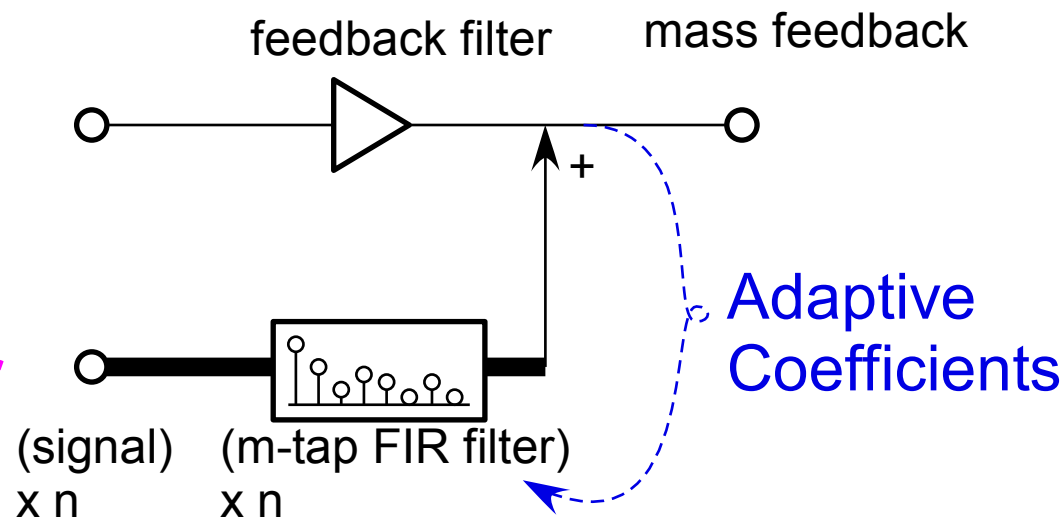 feedback filter
mass feedback
+
Adaptive
Coefficients
(signal)
x n
(m-tap FIR filter)
x n